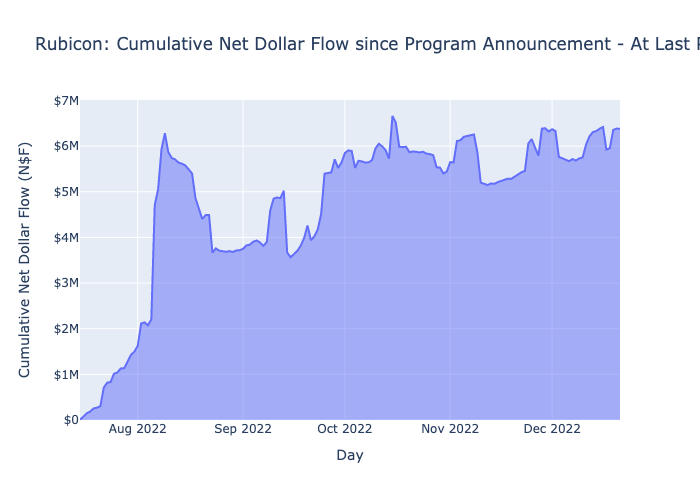 Rubicon: Cumulative Net Dollar Flow since Program Announcement - At Last
$7M
$6M
$5M
$4M
$3M
$2M
$1M
$0
Cumulative Net Dollar Flow (N$F)
Aug 2022
Sep 2022
Oct 2022
Nov 2022
Dec 2022
Day